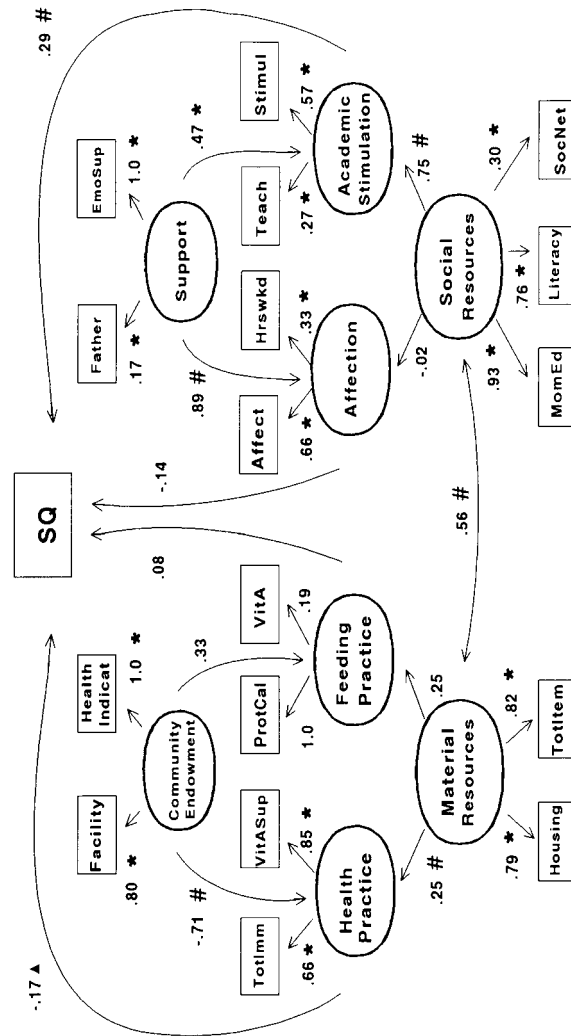 -.17 ▲
.29 #
SQ
Facility
Health
Indicat
Father
EmoSup
.80 *
1.0 *
.17 *
1.0 *
Community
Endowment
Support
-.71 #
.33
.08
-.14
.89 #
.47 *
TotImm
VitASup
ProtCal
VitA
Affect
Hrswkd
Teach
Stimul
.66 *
.85 *
1.0
.19
.66 *
.33 *
.27 *
.57 *
Health
Practice
Feeding
Practice
Affection
Academic
Stimulation
.25 #
.25
.56 #
-.02
.75 #
Material
Resources
Social
Resources
.79 *
.82 *
.93 *
.76 *
.30 *
Housing
TotItem
MomEd
Literacy
SocNet